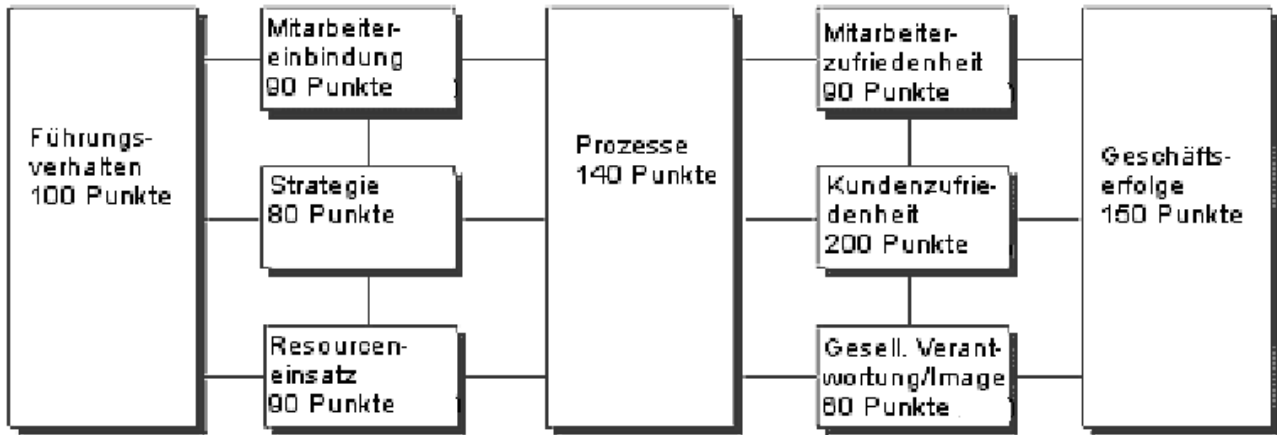 Führungs-
verhalten
100 Punkte
Mitarbeiter-
einbindung
90 Punkte
Strategie
80 Punkte
Resourcen-
einsatz
90 Punkte
Prozesse
140 Punkte
Mitarbeiter-
zufriedenheit
90 Punkte
Kundenzufrie-
denheit
200 Punkte
Gesell. Verant-
wortung/Image
60 Punkte
Geschäfts-
erfolge
150 Punkte